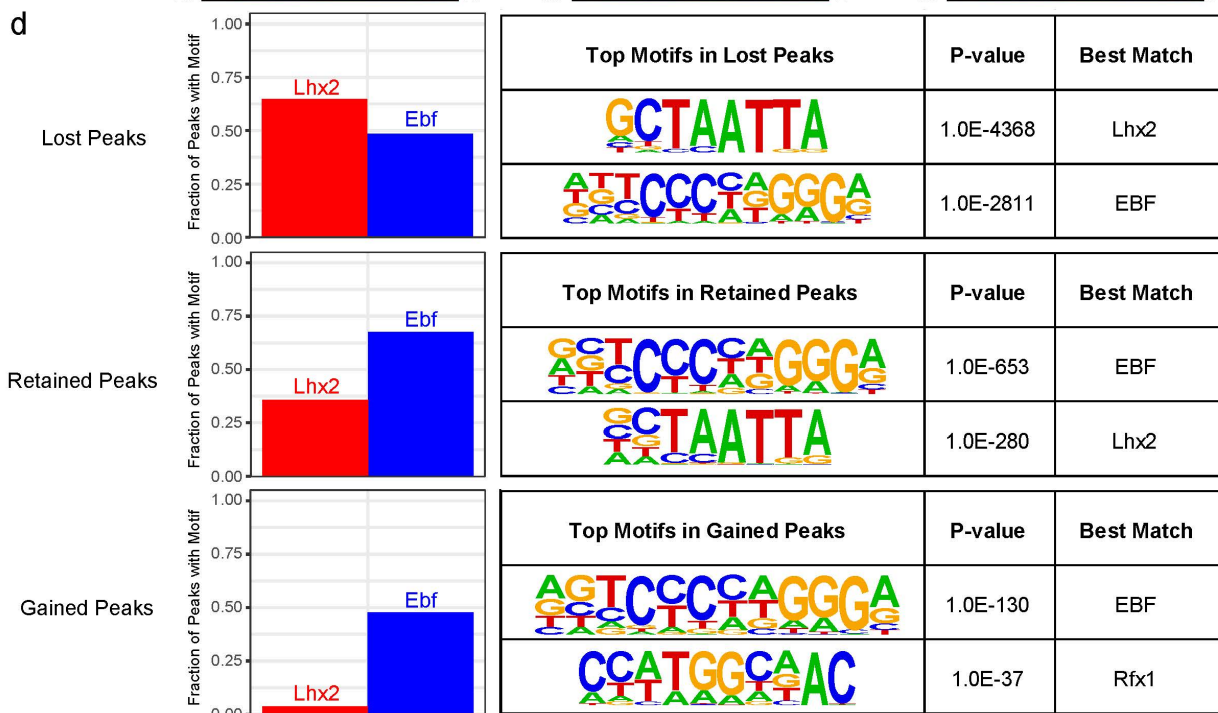 d
Lost Peaks
Fraction of Peaks with Motif
1.00
0.75
0.50
0.25
0.00
Lhx2
Ebf
Top Motifs in Lost Peaks P-value Best Match
GCTAATTA 1.0E-4368 Lhx2
ATTCCCCAGGGA 1.0E-2811 EBF
Retained Peaks
Fraction of Peaks with Motif
1.00
0.75
0.50
0.25
0.00
Lhx2
Ebf
Top Motifs in Retained Peaks P-value Best Match
GCTCCCCAGGGA 1.0E-653 EBF
GCTAATTA 1.0E-280 Lhx2
Gained Peaks
Fraction of Peaks with Motif
1.00
0.75
0.50
0.25
0.00
Lhx2
Ebf
Top Motifs in Gained Peaks P-value Best Match
AGTCCCCAGGGA 1.0E-130 EBF
CCATGGCAAC 1.0E-37 Rfx1